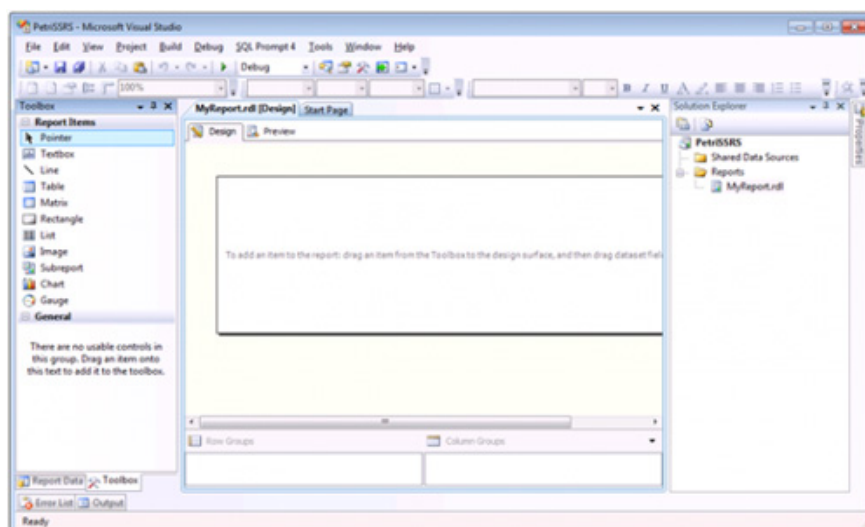 PetriSSRS - Microsoft Visual Studio
File Edit View Project Build Debug SQL Prompt 4 Tools Window Help
Debug
100%
B I U A
Toolbox
Report Items
Pointer
Textbox
Line
Table
Matrix
Rectangle
List
Image
Subreport
Chart
Gauge
General
There are no usable controls in
this group. Drag an item onto
this text to add it to the toolbox.
Report Data Toolbox
MyReport.rdl [Design] Start Page
Design Preview
To add an item to the report: drag an item from the Toolbox to the design surface, and then drag dataset
Row Groups Column Groups
Solution Explorer
PetriSSRS
Shared Data Sources
Reports
MyReport.rdl
Properties
Error List Output
Ready